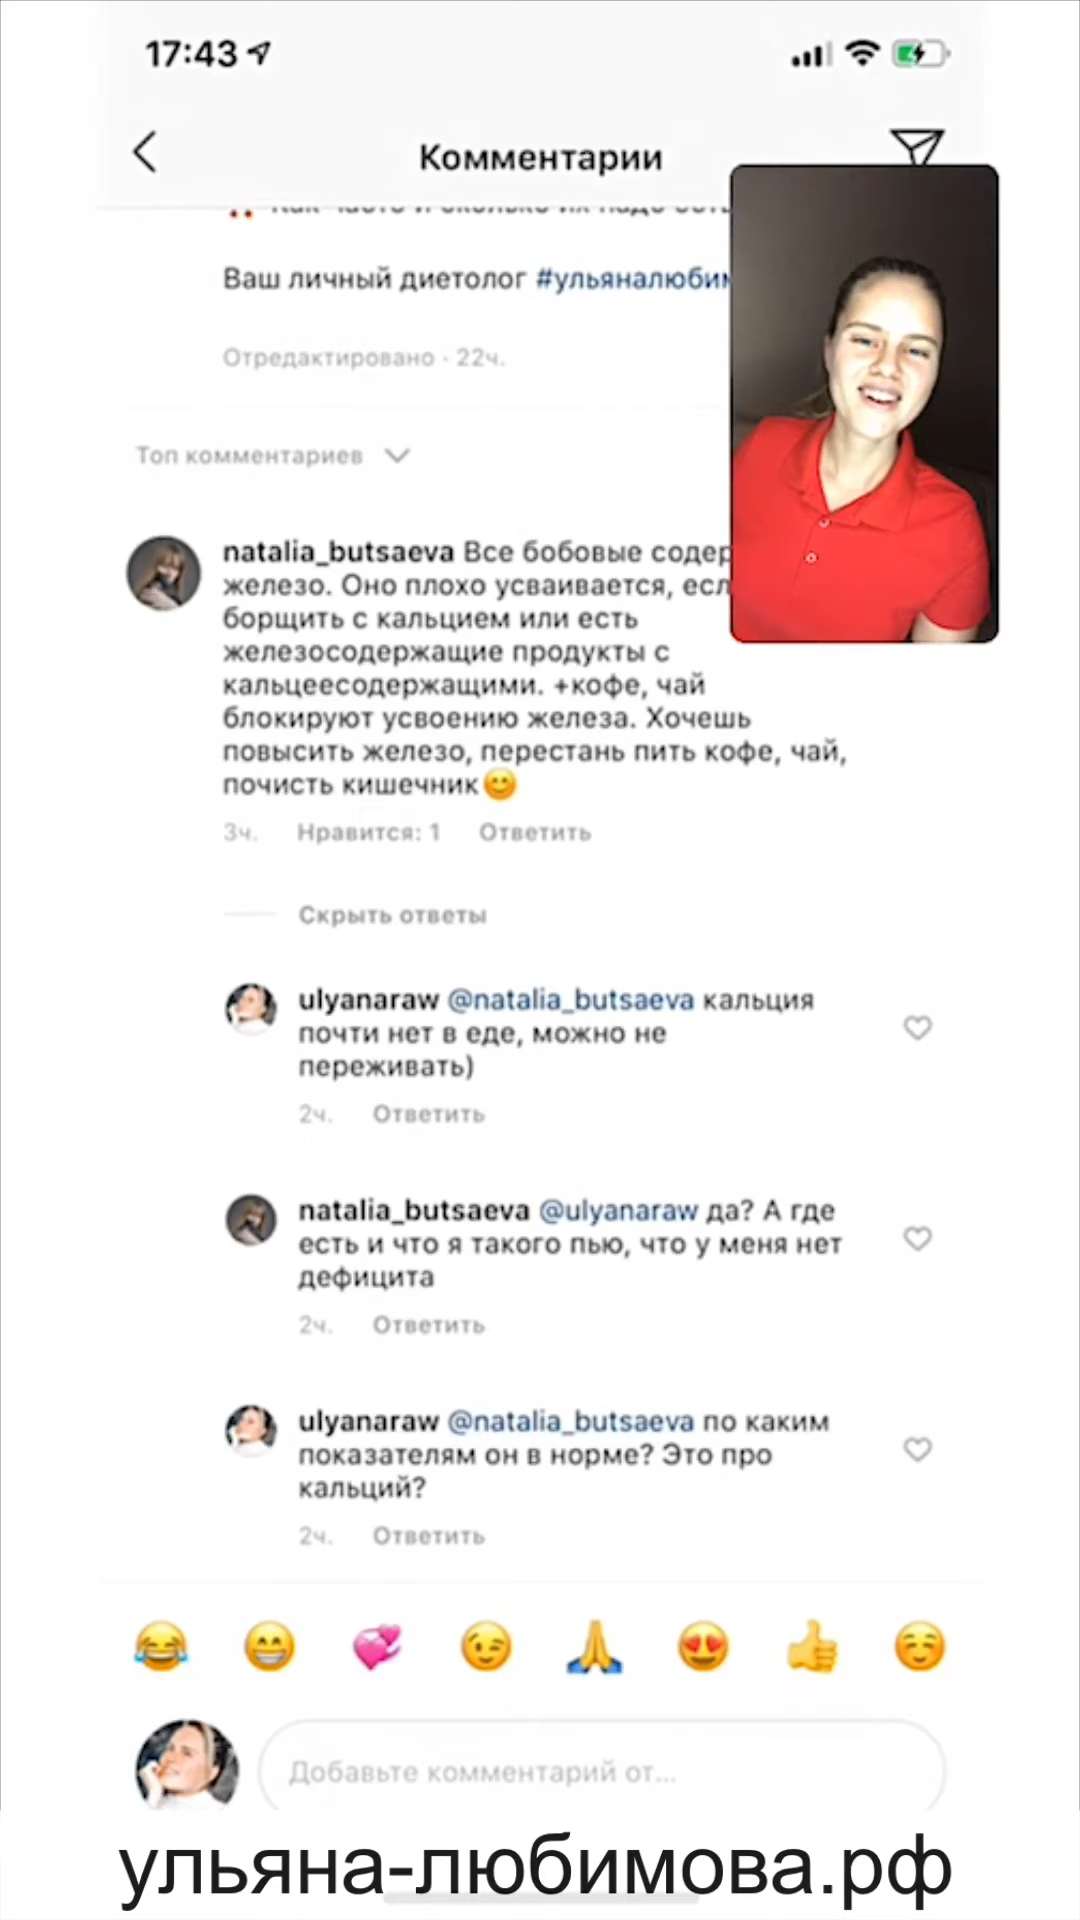 17:43
Комментарии
Ваш личный диетолог #ульяналюбим
Отредактировано · 22ч.
Топ комментариев
natalia_butsaeva Все бобовые содер
железо. Оно плохо усваивается, есл
борщить с кальцием или есть
железосодержащие продукты с
кальцеесодержащими. +кофе, чай
блокируют усвоению железа. Хочешь
повысить железо, перестань пить кофе, чай,
почисть кишечник😊
3ч. Нравится: 1 Ответить
Скрыть ответы
ulyanaraw @natalia_butsaeva кальция
почти нет в еде, можно не
переживать)
2ч. Ответить
natalia_butsaeva @ulyanaraw да? А где
есть и что я такого пью, что у меня нет
дефицита
2ч. Ответить
ulyanaraw @natalia_butsaeva по каким
показателям он в норме? Это про
кальций?
2ч. Ответить
Добавьте комментарий от...
ульяна-любимова.рф